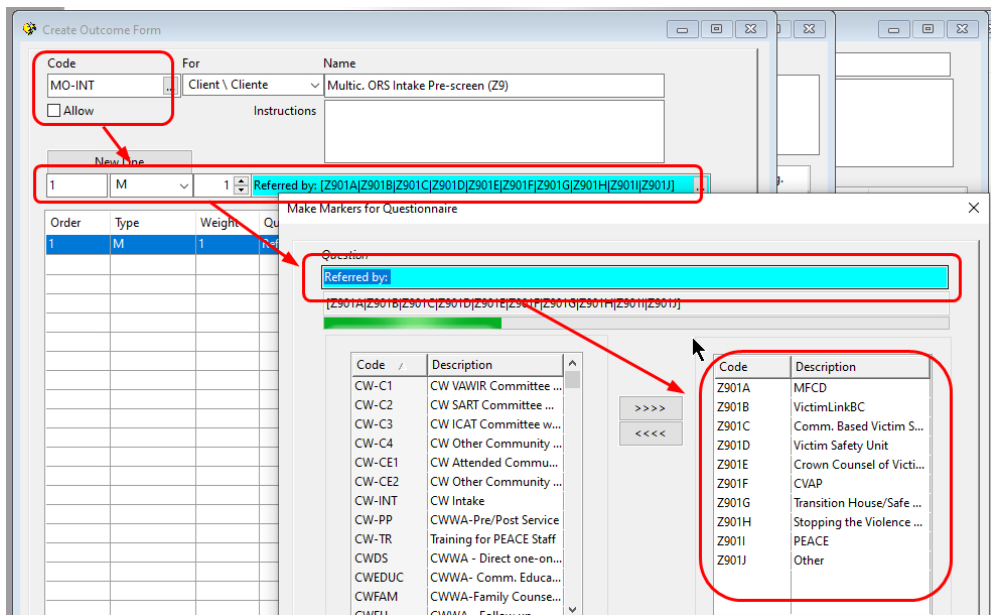 Create Outcome Form
Code For Name
MO-INT ... Client \ Cliente Multic. ORS Intake Pre-screen (Z9)
Allow Instructions
New Line
1 M 1 Referred by: [Z901A|Z901B|Z901C|Z901D|Z901E|Z901F|Z901G|Z901H|Z901I|Z901J] ...
Order Type Weight Qu
1 M 1 Ref
Make Markers for Questionnaire
Question
Referred by:
[Z901A|Z901B|Z901C|Z901D|Z901E|Z901F|Z901G|Z901H|Z901I|Z901J]
Code / Description
CW-C1 CW VAWIR Committee ...
CW-C2 CW SART Committee ...
CW-C3 CW ICAT Committee w...
CW-C4 CW Other Community ...
CW-CE1 CW Attended Commu...
CW-CE2 CW Other Community ...
CW-INT CW Intake
CW-PP CWWA-Pre/Post Service
CW-TR Training for PEACE Staff
CWDS CWWA - Direct one-on...
CWEDUC CWWA- Comm. Educa...
CWFAM CWWA-Family Counse...
CWFU CWWA - Follow up
>>>>
<<<<
Code Description
Z901A MFCD
Z901B VictimLinkBC
Z901C Comm. Based Victim S...
Z901D Victim Safety Unit
Z901E Crown Counsel of Victi...
Z901F CVAP
Z901G Transition House/Safe ...
Z901H Stopping the Violence ...
Z901I PEACE
Z901J Other